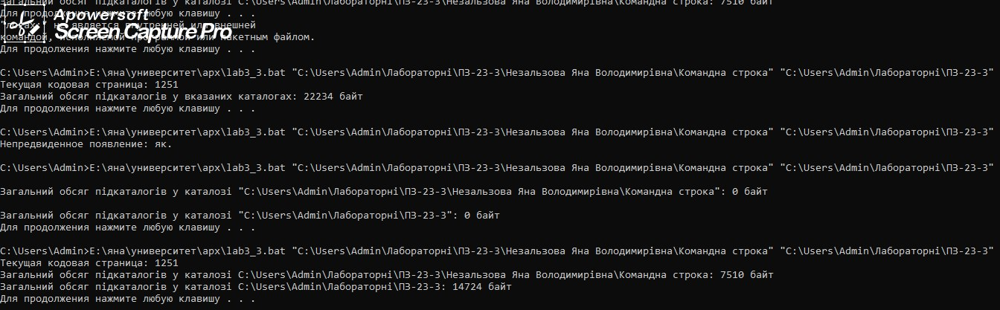 Загальний обсяг підкаталогів у каталозі C:\Users\Admin\Лабораторні\ПЗ-23-3\Незальзова Яна Володимирівна\Командна строка: 7510 байт
Для продолжения нажмите любую клавишу . . .
Apowersoft
Screen Capture Pro
не является внутренней или внешней
командой, исполняемой программой или пакетным файлом.
Для продолжения нажмите любую клавишу . . .
C:\Users\Admin>E:\яна\университет\арх\lab3_3.bat "C:\Users\Admin\Лабораторні\ПЗ-23-3\Незальзова Яна Володимирівна\Командна строка" "C:\Users\Admin\Лабораторні\ПЗ-23-3"
Текущая кодовая страница: 1251
Загальний обсяг підкаталогів у вказаних каталогах: 22234 байт
Для продолжения нажмите любую клавишу . . .
C:\Users\Admin>E:\яна\университет\арх\lab3_3.bat "C:\Users\Admin\Лабораторні\ПЗ-23-3\Незальзова Яна Володимирівна\Командна строка" "C:\Users\Admin\Лабораторні\ПЗ-23-3"
Непредвиденное появление: як.
C:\Users\Admin>E:\яна\университет\арх\lab3_3.bat "C:\Users\Admin\Лабораторні\ПЗ-23-3\Незальзова Яна Володимирівна\Командна строка" "C:\Users\Admin\Лабораторні\ПЗ-23-3"
Загальний обсяг підкаталогів у каталозі "C:\Users\Admin\Лабораторні\ПЗ-23-3\Незальзова Яна Володимирівна\Командна строка": 0 байт
Загальний обсяг підкаталогів у каталозі "C:\Users\Admin\Лабораторні\ПЗ-23-3": 0 байт
Для продолжения нажмите любую клавишу . . .
C:\Users\Admin>E:\яна\университет\арх\lab3_3.bat "C:\Users\Admin\Лабораторні\ПЗ-23-3\Незальзова Яна Володимирівна\Командна строка" "C:\Users\Admin\Лабораторні\ПЗ-23-3"
Текущая кодовая страница: 1251
Загальний обсяг підкаталогів у каталозі C:\Users\Admin\Лабораторні\ПЗ-23-3\Незальзова Яна Володимирівна\Командна строка: 7510 байт
Загальний обсяг підкаталогів у каталозі C:\Users\Admin\Лабораторні\ПЗ-23-3: 14724 байт
Для продолжения нажмите любую клавишу . . .